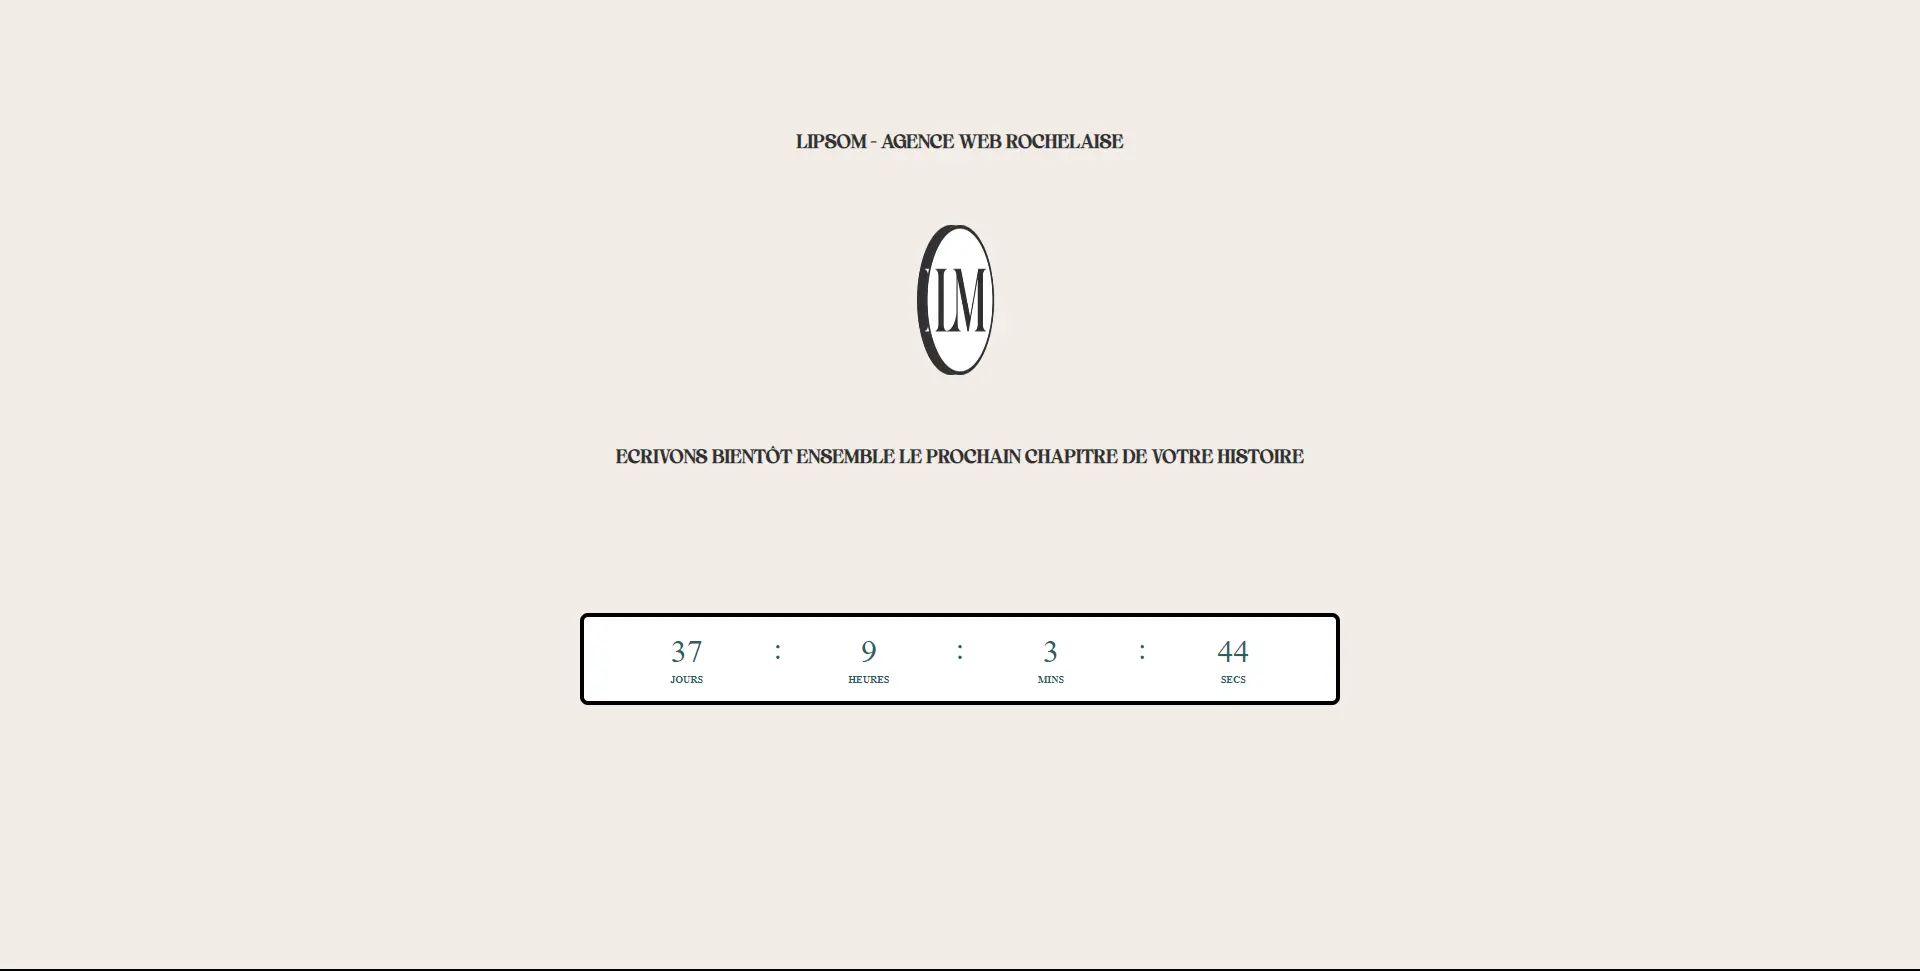 LIPSOM - AGENCE WEB ROCHELAISE
LM
ECRIVONS BIENTÔT ENSEMBLE LE PROCHAIN CHAPITRE DE VOTRE HISTOIRE
37 : 9 : 3 : 44
JOURS HEURES MINS SECS